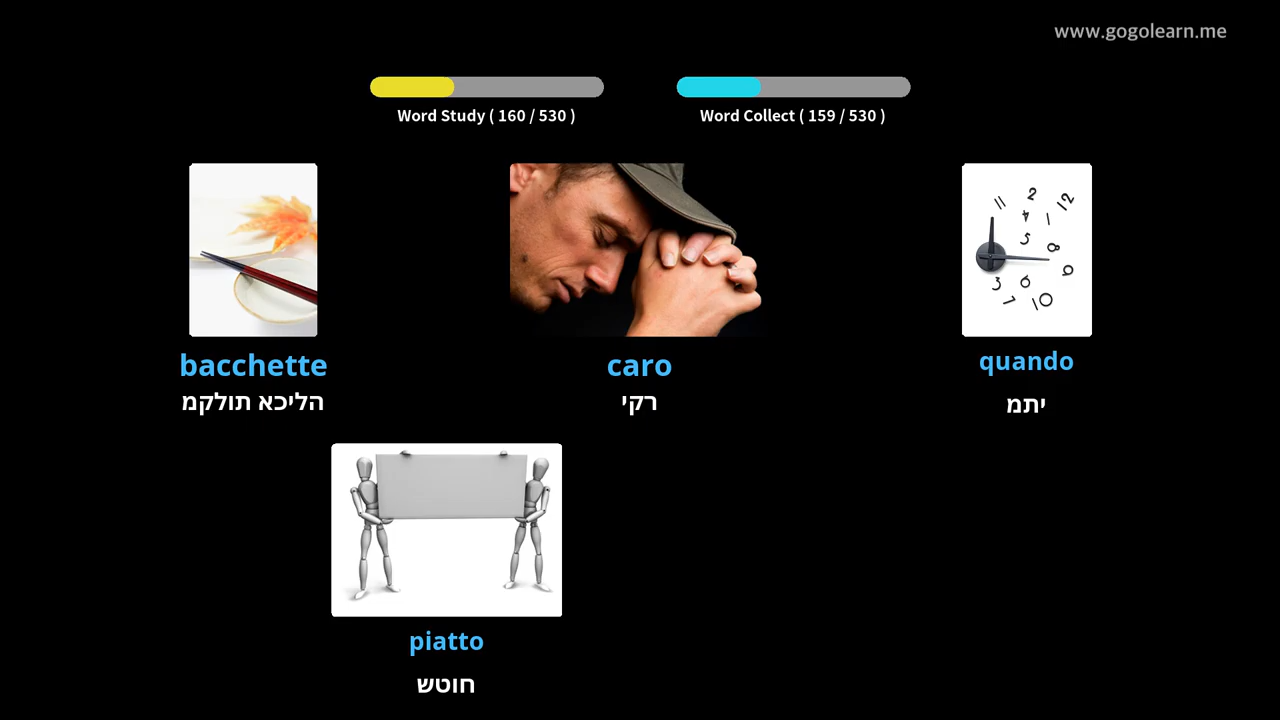 www.gogolearn.me
Word Study ( 160 / 530 )
Word Collect ( 159 / 530 )
bacchette
הליכא תולקמ
caro
רקי
quando
יתמ
piatto
חוטש